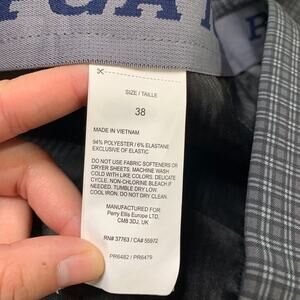 PGA T
SIZE / TAILLE
38
MADE IN VIETNAM
94% POLYESTER / 6% ELASTANE
EXCLUSIVE OF ELASTIC
DO NOT USE FABRIC SOFTENERS OR
DRYER SHEETS. MACHINE WASH
COLD WITH LIKE COLORS. DELICATE
CYCLE. NON-CHLORINE BLEACH IF
NEEDED. TUMBLE DRY LOW.
COOL IRON. DO NOT DRY CLEAN.
MANUFACTURED FOR
Perry Ellis Europe LTD,
CM8 3DJ, UK
RN# 37763 / CA# 55972
PR6482 / PR6479